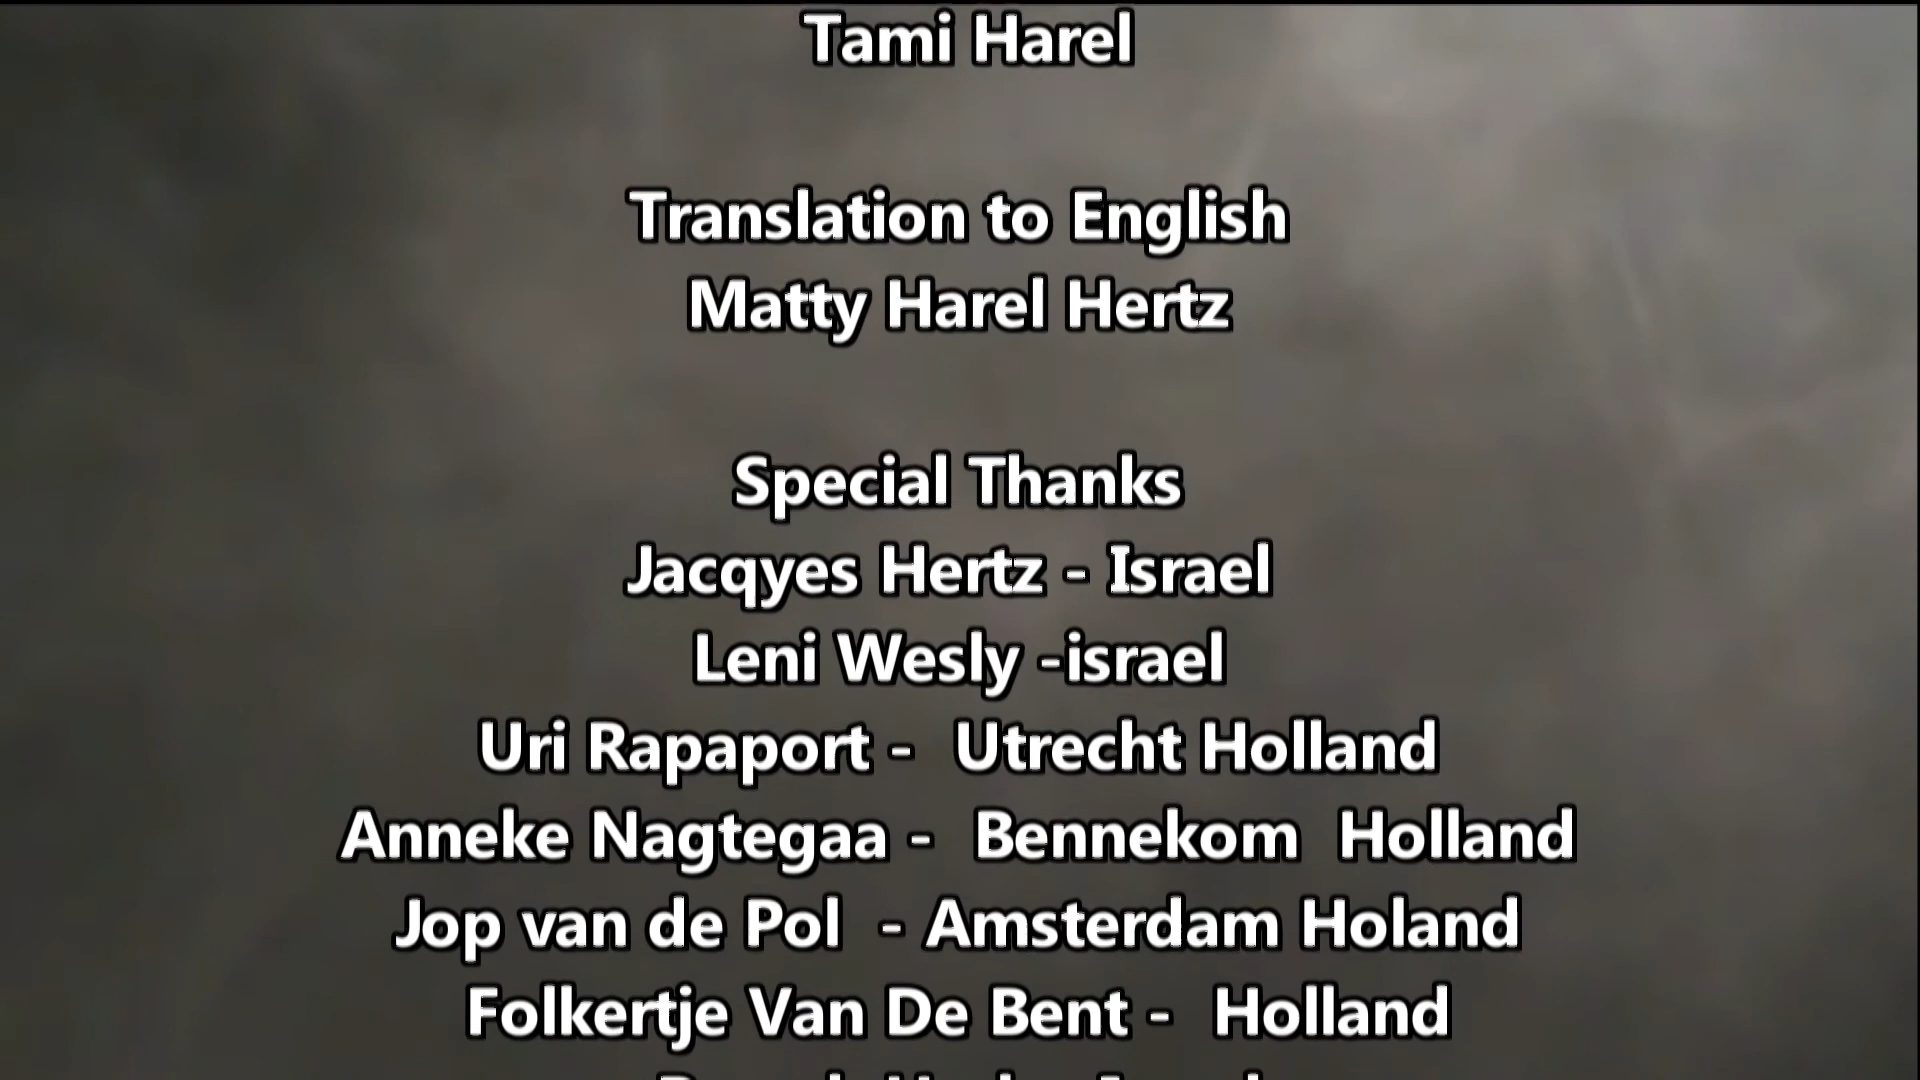 Tami Harel
Translation to English
Matty Harel Hertz
Special Thanks
Jacqyes Hertz - Israel
Leni Wesly -israel
Uri Rapaport - Utrecht Holland
Anneke Nagtegaa - Bennekom Holland
Jop van de Pol - Amsterdam Holand
Folkertje Van De Bent - Holland